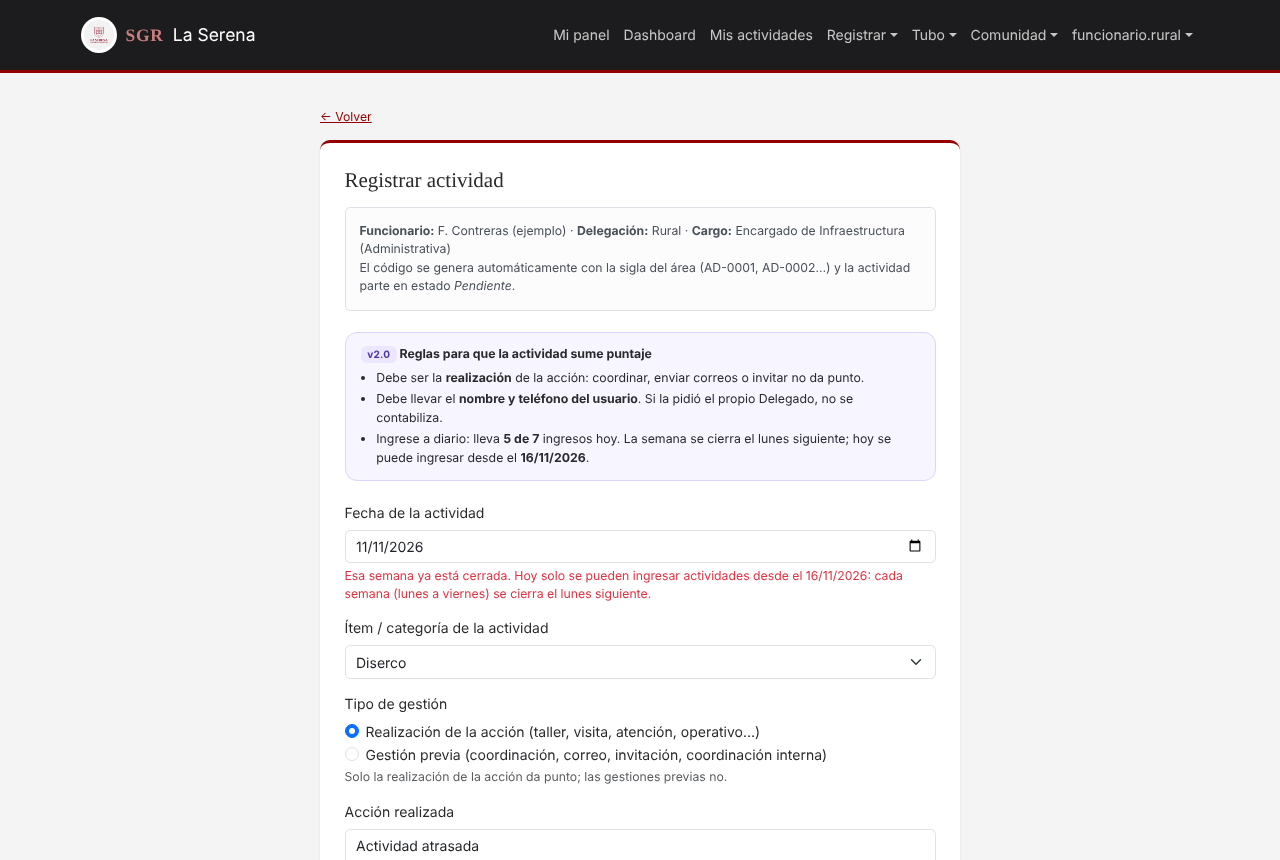 SGR La Serena
Mi panel Dashboard Mis actividades Registrar Tubo Comunidad funcionario.rural
← Volver
Registrar actividad
Funcionario: F. Contreras (ejemplo) · Delegación: Rural · Cargo: Encargado de Infraestructura
(Administrativa)
El código se genera automáticamente con la sigla del área (AD-0001, AD-0002...) y la actividad
parte en estado Pendiente.
v2.0 Reglas para que la actividad sume puntaje
• Debe ser la realización de la acción: coordinar, enviar correos o invitar no da punto.
• Debe llevar el nombre y teléfono del usuario. Si la pidió el propio Delegado, no se
contabiliza.
• Ingrese a diario: lleva 5 de 7 ingresos hoy. La semana se cierra el lunes siguiente; hoy se
puede ingresar desde el 16/11/2026.
Fecha de la actividad
11/11/2026
Esa semana ya está cerrada. Hoy solo se pueden ingresar actividades desde el 16/11/2026: cada
semana (lunes a viernes) se cierra el lunes siguiente.
Ítem / categoría de la actividad
Diserco
Tipo de gestión
Realización de la acción (taller, visita, atención, operativo...)
Gestión previa (coordinación, correo, invitación, coordinación interna)
Solo la realización de la acción da punto; las gestiones previas no.
Acción realizada
Actividad atrasada